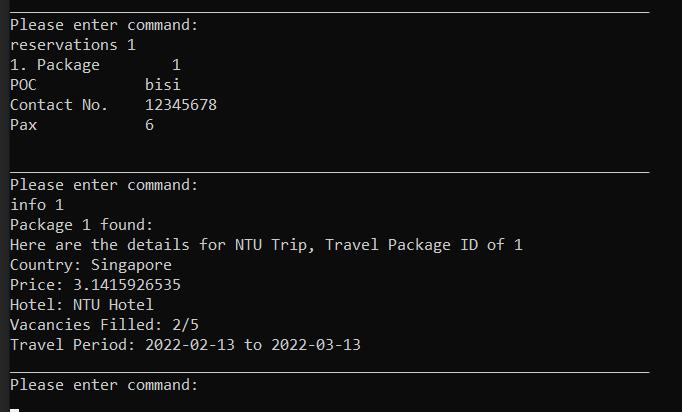 Please enter command:
reservations 1
1. Package        1
POC            bisi
Contact No.    12345678
Pax            6
Please enter command:
info 1
Package 1 found:
Here are the details for NTU Trip, Travel Package ID of 1
Country: Singapore
Price: 3.1415926535
Hotel: NTU Hotel
Vacancies Filled: 2/5
Travel Period: 2022-02-13 to 2022-03-13
Please enter command: